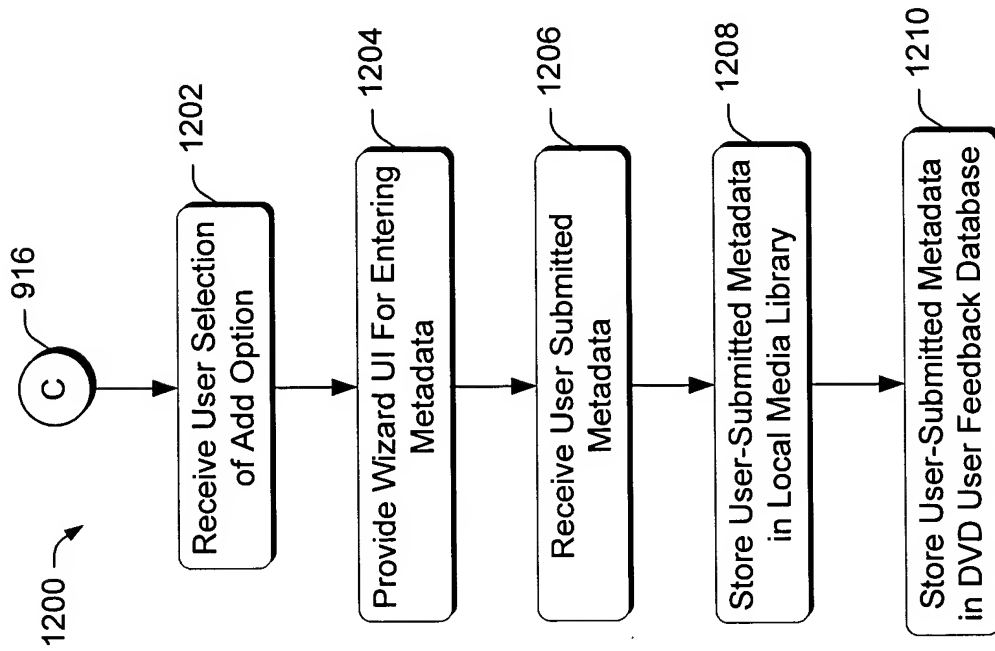 1200
C
916
Receive User Selection
of Add Option
1202
Provide Wizard UI For Entering
Metadata
1204
Receive User Submitted
Metadata
1206
Store User-Submitted Metadata
in Local Media Library
1208
Store User-Submitted Metadata
in DVD User Feedback Database
1210